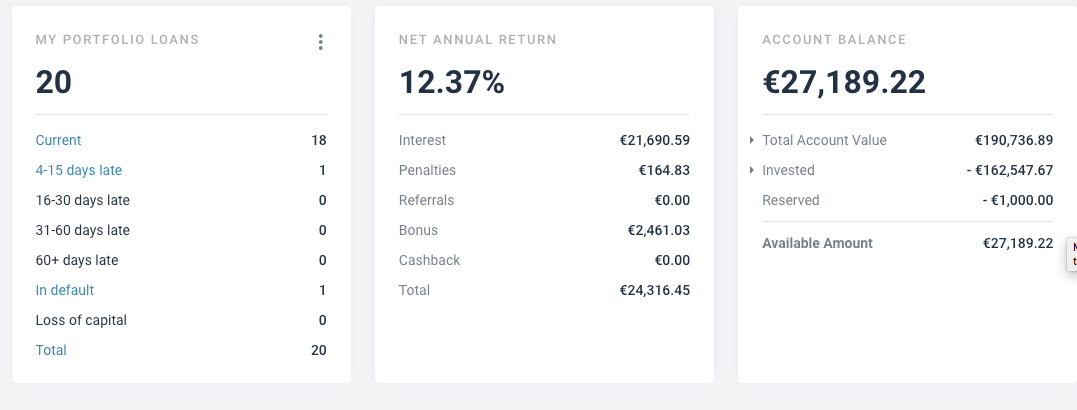 MY PORTFOLIO LOANS
20
Current 18
4-15 days late 1
16-30 days late 0
31-60 days late 0
60+ days late 0
In default 1
Loss of capital 0
Total 20
NET ANNUAL RETURN
12.37%
Interest €21,690.59
Penalties €164.83
Referrals €0.00
Bonus €2,461.03
Cashback €0.00
Total €24,316.45
ACCOUNT BALANCE
€27,189.22
Total Account Value €190,736.89
Invested - €162,547.67
Reserved - €1,000.00
Available Amount €27,189.22